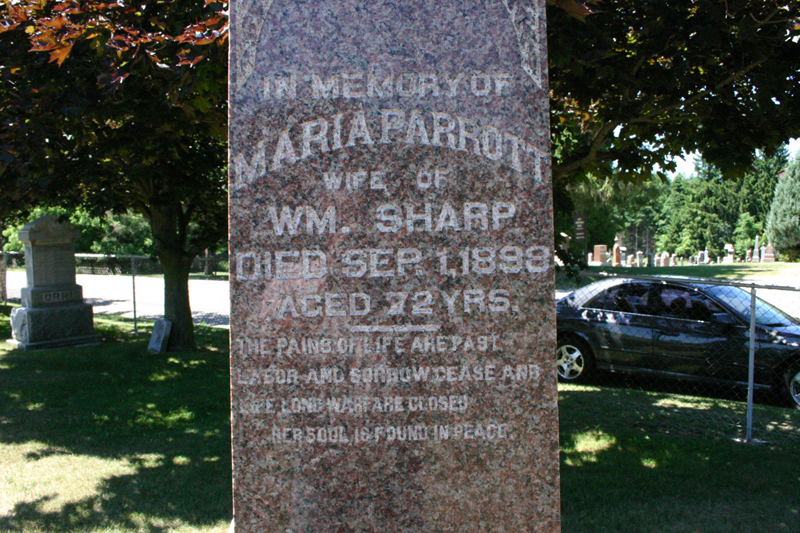 IN MEMORY OF
MARIA PARROTT
WIFE OF
WM. SHARP
DIED SEP. 1, 1899
AGED 72 YRS.
THE PAINS OF LIFE ARE PAST
LABOR AND SORROW CEASE AND
LIFE LONG WARFARE CLOSED
HER SOUL IS FOUND IN PEACE.